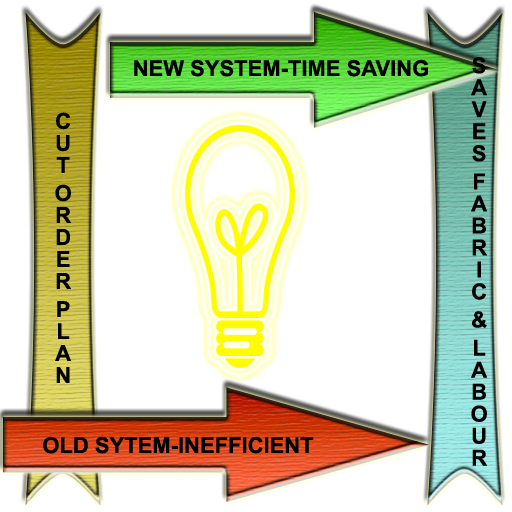 NEW SYSTEM-TIME SAVING
CUT ORDER PLAN
SAVES FABRIC & LABOUR
OLD SYTEM-INEFFICIENT